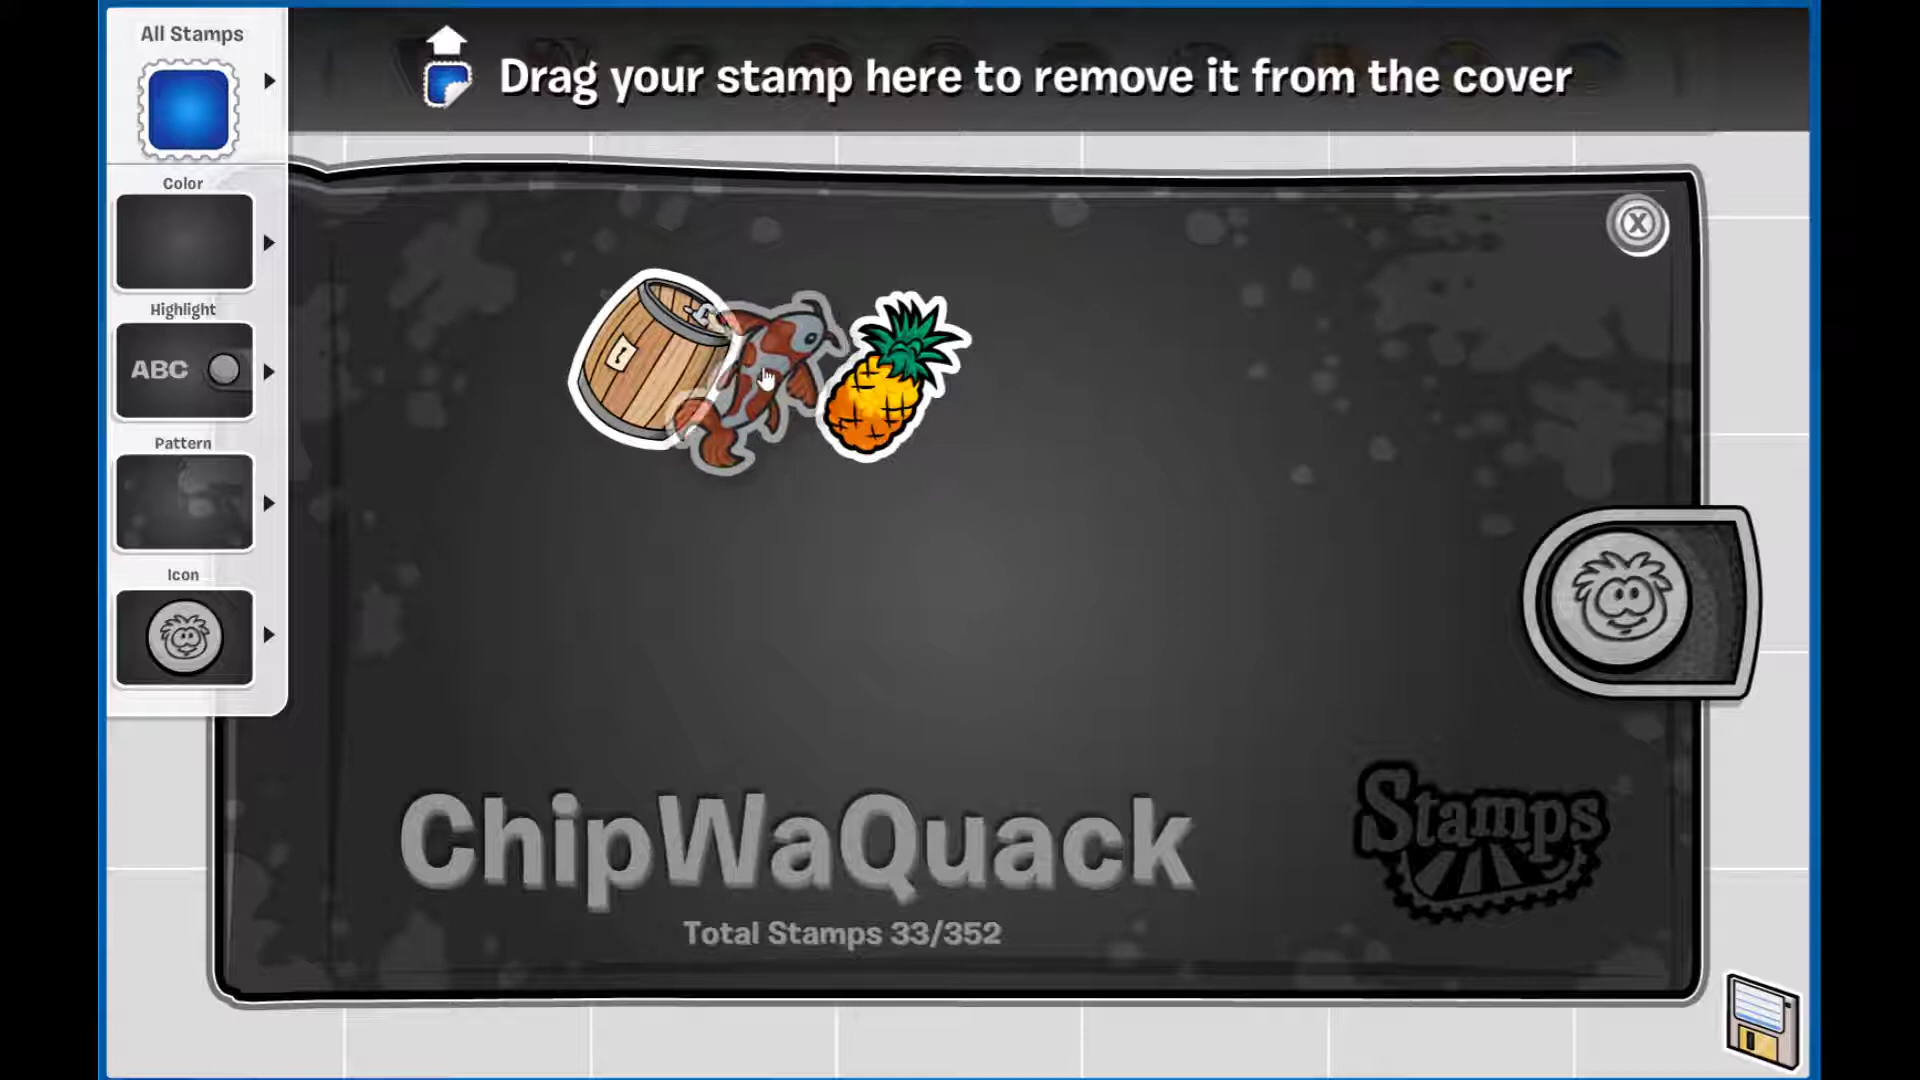 All Stamps
Drag your stamp here to remove it from the cover
Color
X
Highlight
ABC
Pattern
Icon
ChipWaQuack
Stamps
Total Stamps 33/352